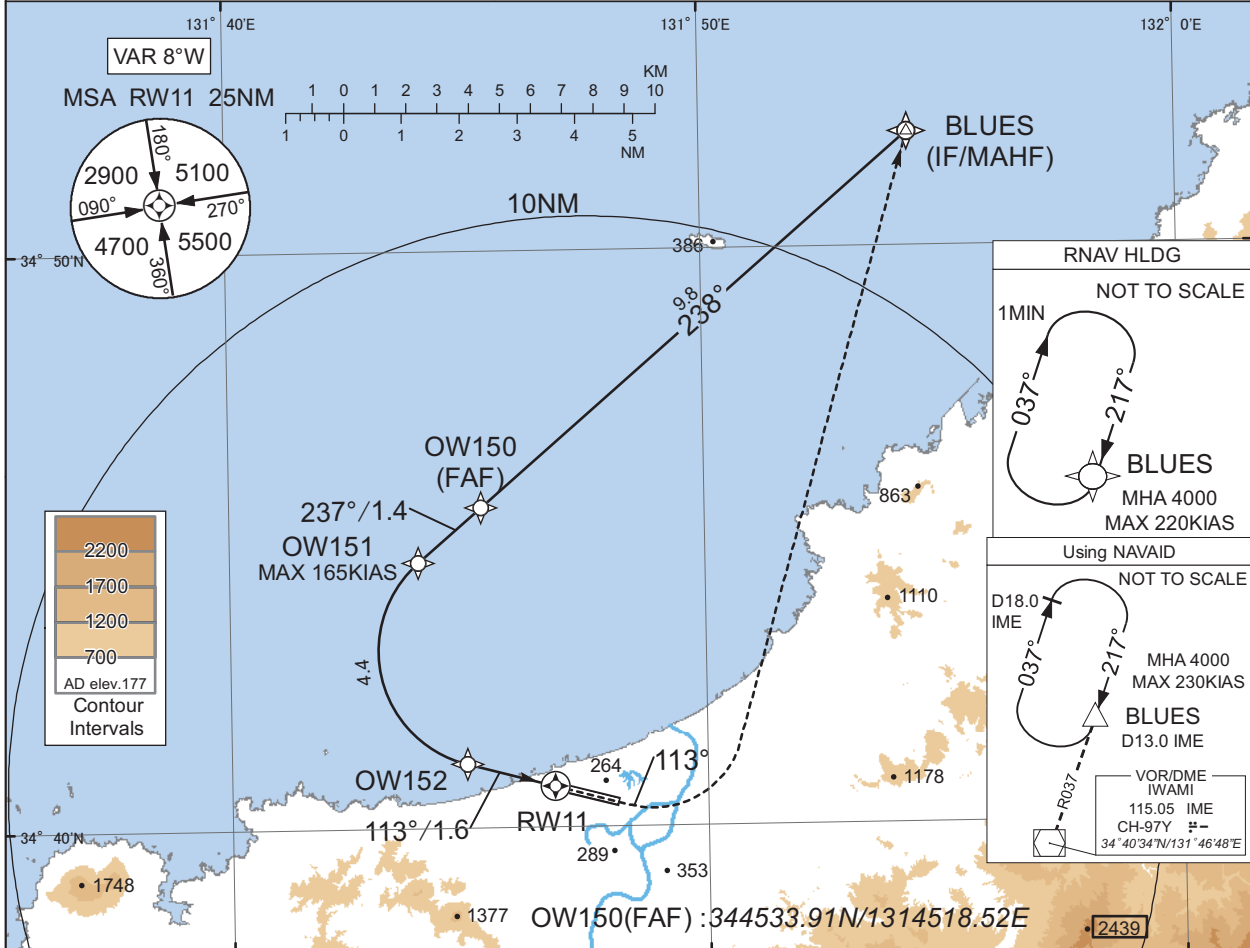 131° 40'E
131° 50'E
132° 0'E
VAR 8°W
MSA RW11 25NM
180°
2900
5100
090°
270°
4700
5500
360°
KM
1 0 1 2 3 4 5 6 7 8 9 10
1 0 1 2 3 4 5
NM
BLUES
(IF/MAHF)
10NM
386
34° 50'N
9.8
238°
RNAV HLDG
NOT TO SCALE
1MIN
037°
217°
BLUES
MHA 4000
MAX 220KIAS
OW150
(FAF)
237°/1.4
OW151
MAX 165KIAS
863
1110
2200
1700
1200
700
AD elev.177
Contour
Intervals
4.4
Using NAVAID
NOT TO SCALE
D18.0
IME
037°
217°
MHA 4000
MAX 230KIAS
BLUES
D13.0 IME
R037
VOR/DME
IWAMI
115.05 IME
CH-97Y
34°40'34"N/131°46'48"E
OW152
113°/1.6
RW11
264
113°
1178
34° 40'N
289
353
1748
1377
OW150(FAF) :344533.91N/1314518.52E
2439